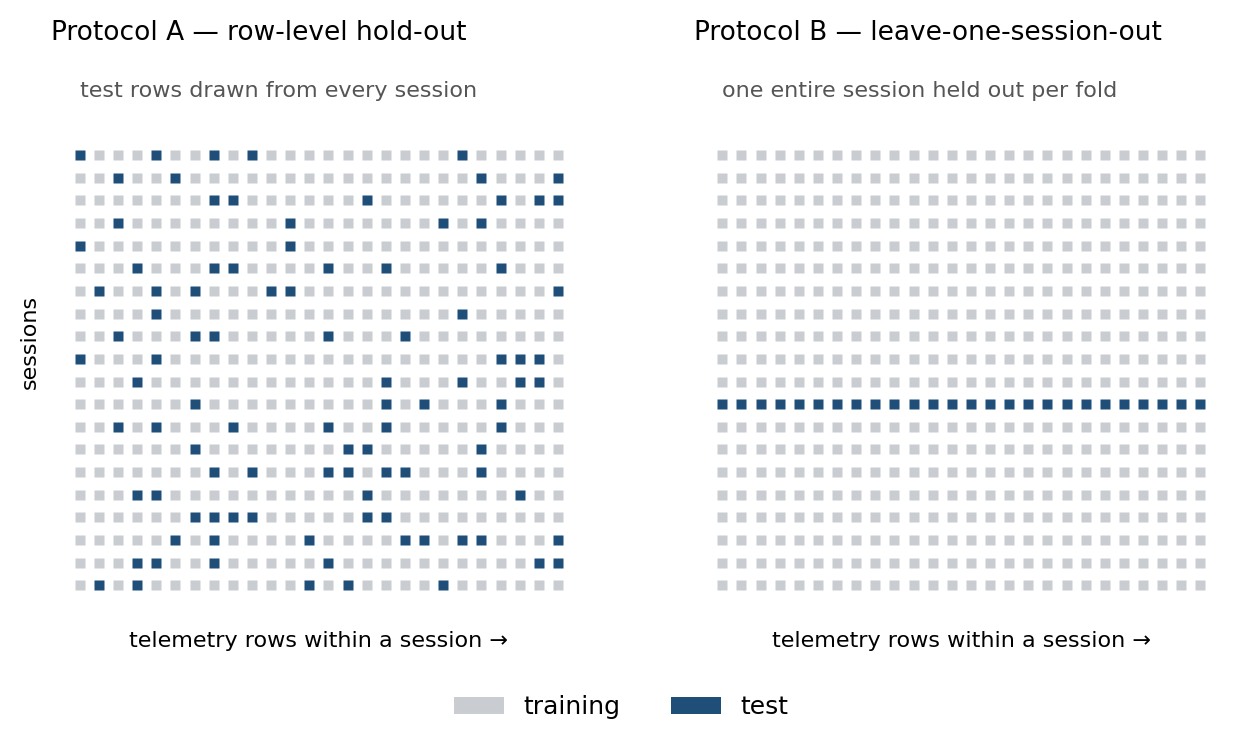 Protocol A — row-level hold-out
test rows drawn from every session
Protocol B — leave-one-session-out
one entire session held out per fold
sessions
telemetry rows within a session →
telemetry rows within a session →
training
test